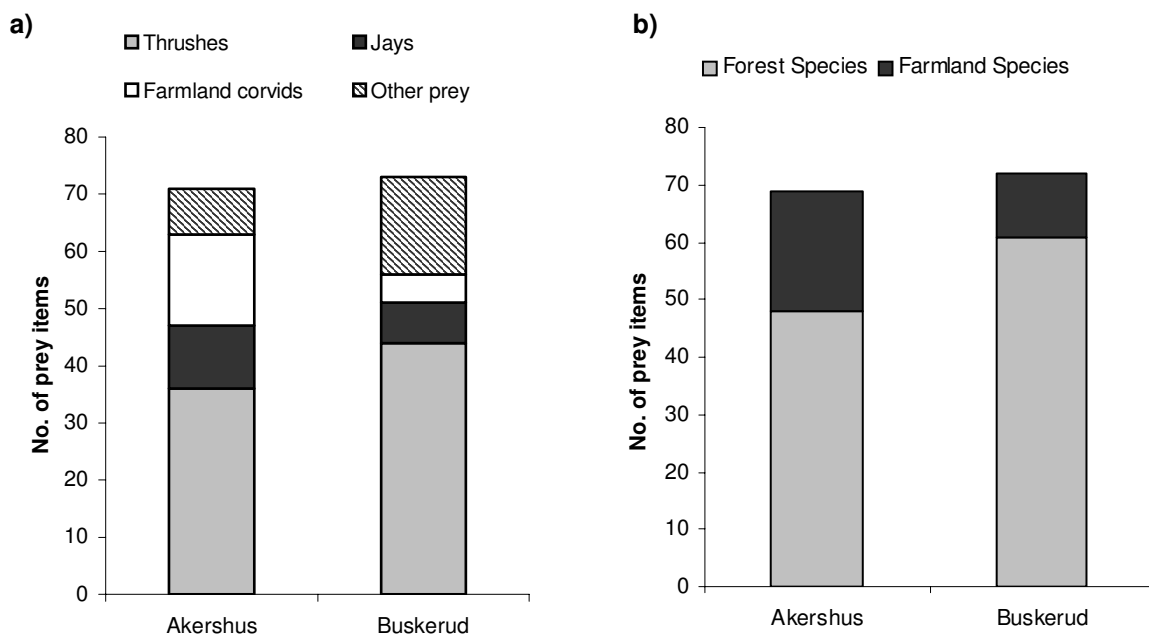 a)
Thrushes
Jays
Farmland corvids
Other prey
No. of prey items
80
70
60
50
40
30
20
10
0
Akershus
Buskerud
b)
Forest Species
Farmland Species
No. of prey items
80
70
60
50
40
30
20
10
0
Akershus
Buskerud